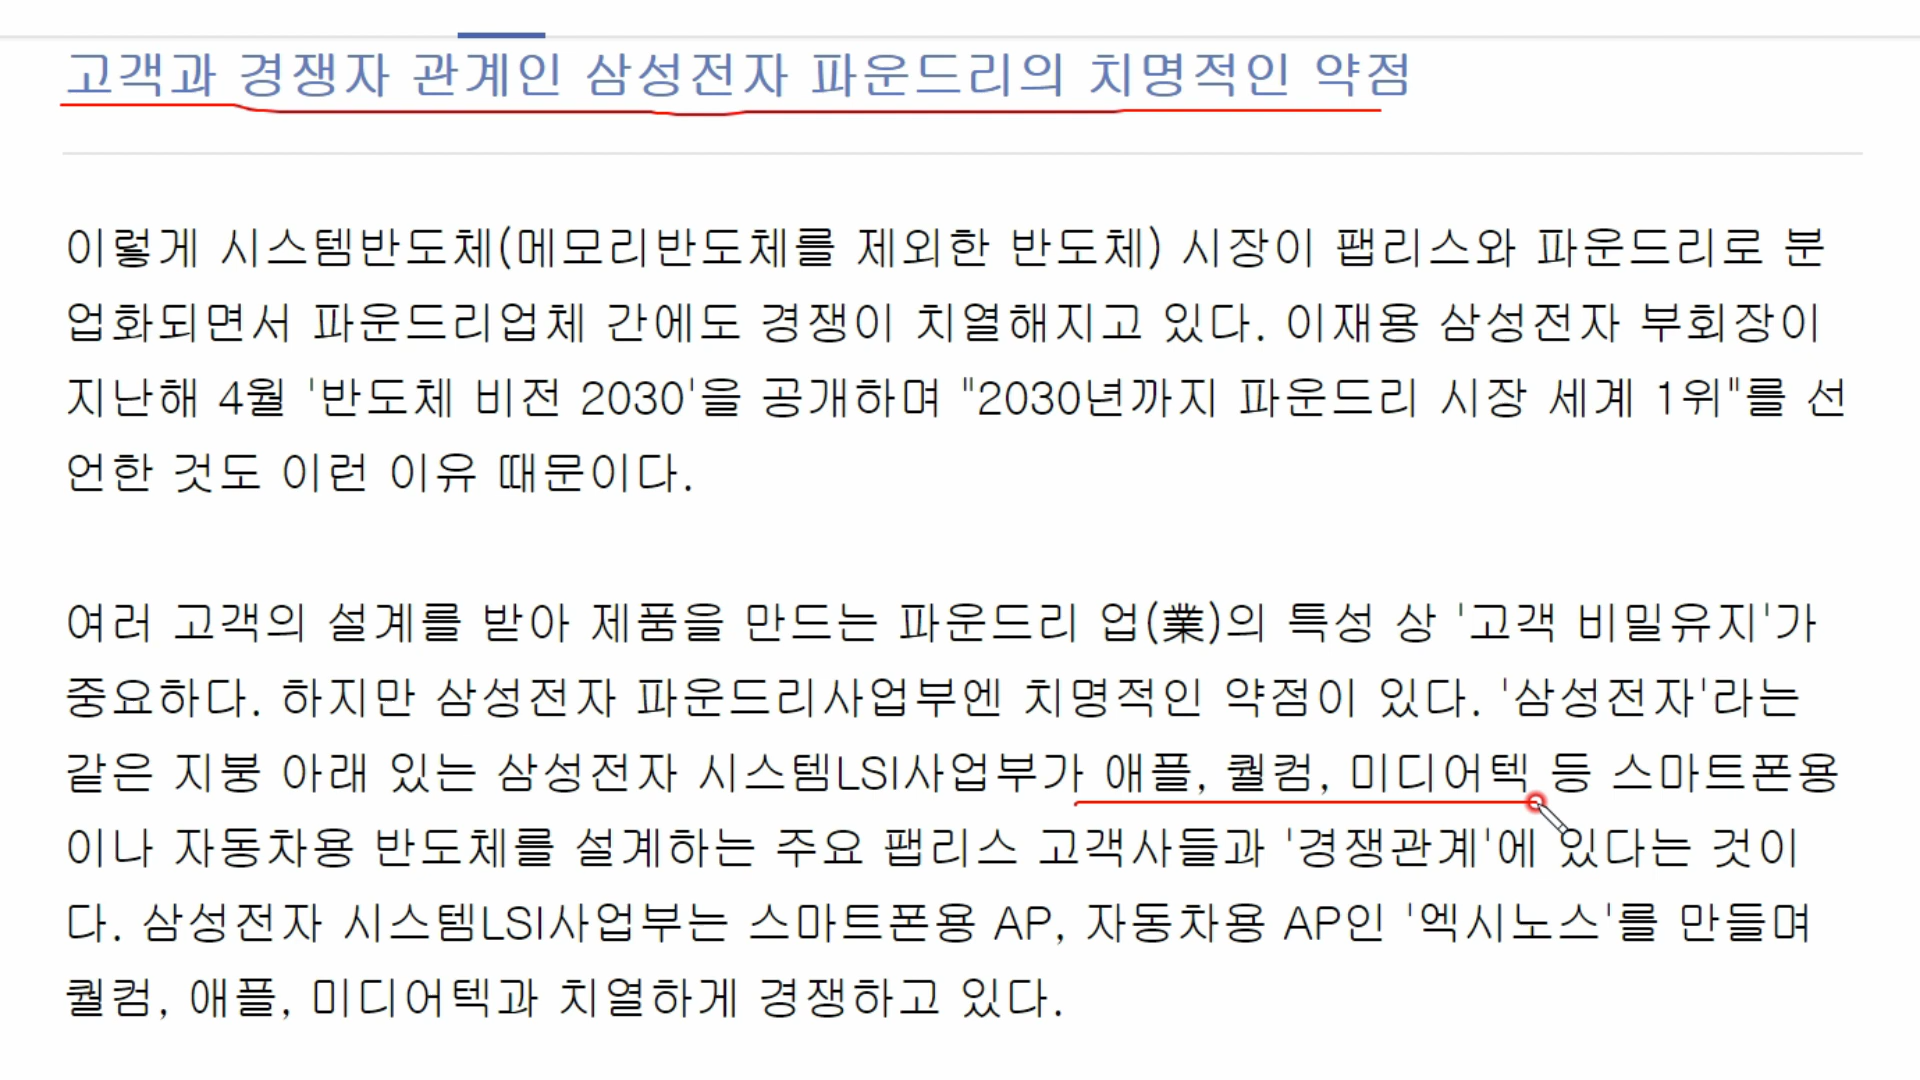 고객과 경쟁자 관계인 삼성전자 파운드리의 치명적인 약점
이렇게 시스템반도체(메모리반도체를 제외한 반도체) 시장이 팹리스와 파운드리로 분
업화되면서 파운드리업체 간에도 경쟁이 치열해지고 있다. 이재용 삼성전자 부회장이
지난해 4월 '반도체 비전 2030'을 공개하며 "2030년까지 파운드리 시장 세계 1위"를 선
언한 것도 이런 이유 때문이다.
여러 고객의 설계를 받아 제품을 만드는 파운드리 업(業)의 특성 상 '고객 비밀유지'가
중요하다. 하지만 삼성전자 파운드리사업부엔 치명적인 약점이 있다. '삼성전자'라는
같은 지붕 아래 있는 삼성전자 시스템LSI사업부가 애플, 퀄컴, 미디어텍 등 스마트폰용
이나 자동차용 반도체를 설계하는 주요 팹리스 고객사들과 '경쟁관계'에 있다는 것이
다. 삼성전자 시스템LSI사업부는 스마트폰용 AP, 자동차용 AP인 '엑시노스'를 만들며
퀄컴, 애플, 미디어텍과 치열하게 경쟁하고 있다.